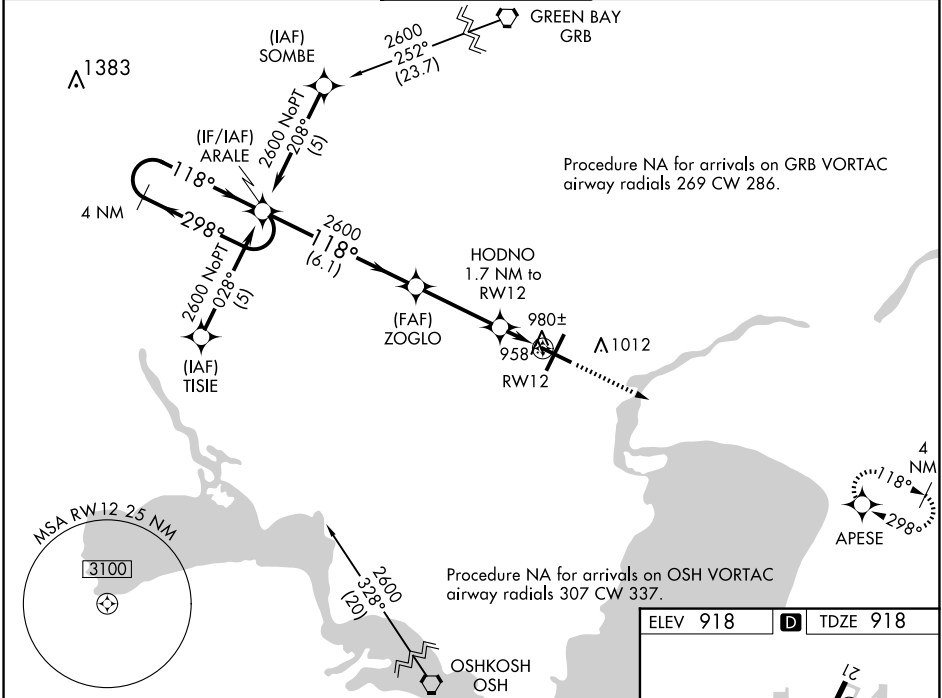 GREEN BAY
GRB
2600
252°
(23.7)
(IAF)
SOMBE
1383
2600 NoPT
208°
(5)
(IF/IAF)
ARALE
118°
4 NM
298°
2600
118°
(6.1)
Procedure NA for arrivals on GRB VORTAC
airway radials 269 CW 286.
2600 NoPT
028°
(5)
(IAF)
TISIE
(FAF)
ZOGLO
HODNO
1.7 NM to
RW12
980±
958
1012
RW12
4
NM
118°
298°
APESE
MSA RW12 25 NM
3100
2600
328°
(20)
Procedure NA for arrivals on OSH VORTAC
airway radials 307 CW 337.
OSHKOSH
OSH
ELEV 918
D
TDZE 918
21